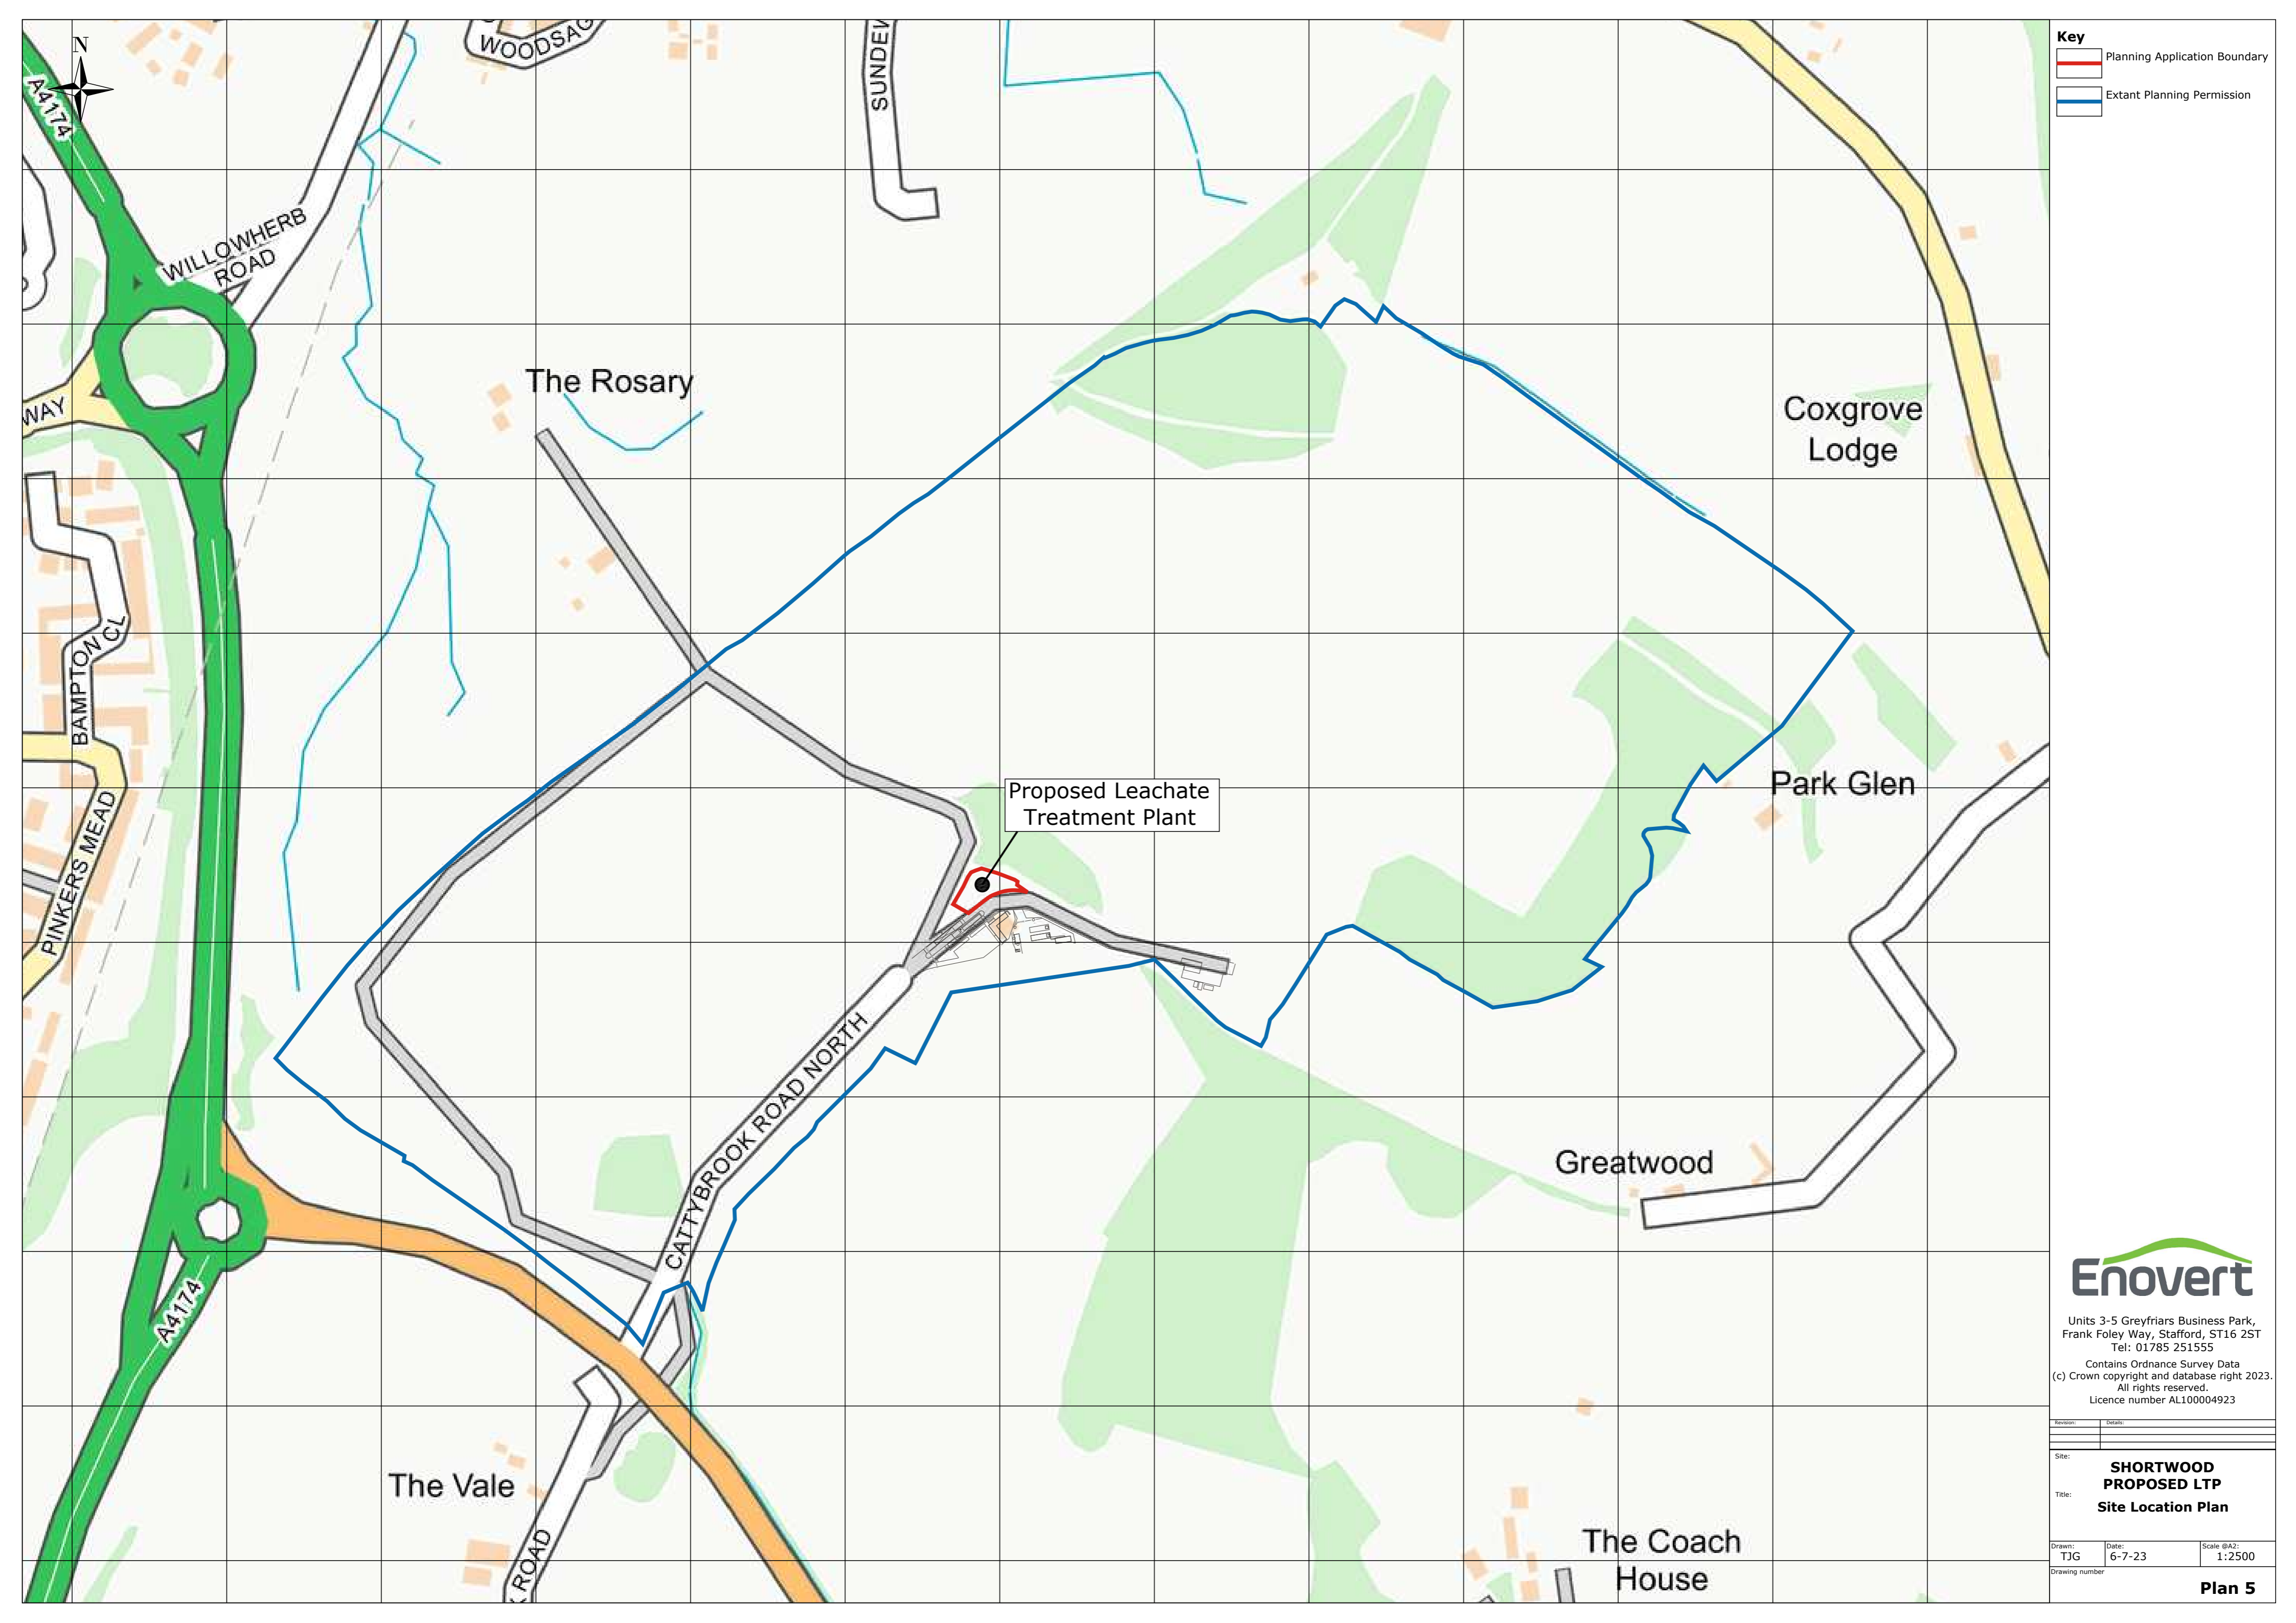 N
A4174
WOODSAG
SUNDEW
WILLOWHERB
ROAD
WAY
The Rosary
Coxgrove
Lodge
BAMPTON CL
PINKERS MEAD
Proposed Leachate
Treatment Plant
Park Glen
CATTYBROOK ROAD NORTH
Greatwood
A4174
The Vale
ROAD
The Coach
House
Key
Planning Application Boundary
Extant Planning Permission
Enovert
Units 3-5 Greyfriars Business Park,
Frank Foley Way, Stafford, ST16 2ST
Tel: 01785 251555
Contains Ordnance Survey Data
(c) Crown copyright and database right 2023.
All rights reserved.
Licence number AL100004923
Revision: Details:
Site:
SHORTWOOD
PROPOSED LTP
Title:
Site Location Plan
Drawn: Date: Scale @A2:
TJG 6-7-23 1:2500
Drawing number
Plan 5